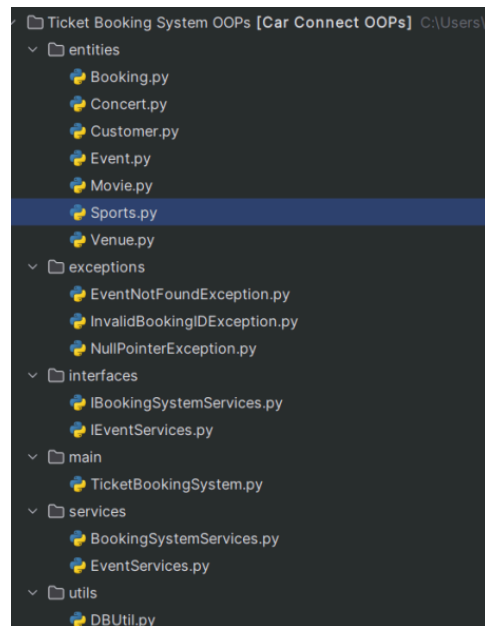 Ticket Booking System OOPs [Car Connect OOPs] C:\Users\
entities
Booking.py
Concert.py
Customer.py
Event.py
Movie.py
Sports.py
Venue.py
exceptions
EventNotFoundException.py
InvalidBookingIDException.py
NullPointerException.py
interfaces
IBookingSystemServices.py
IEventServices.py
main
TicketBookingSystem.py
services
BookingSystemServices.py
EventServices.py
utils
DBUtil.py